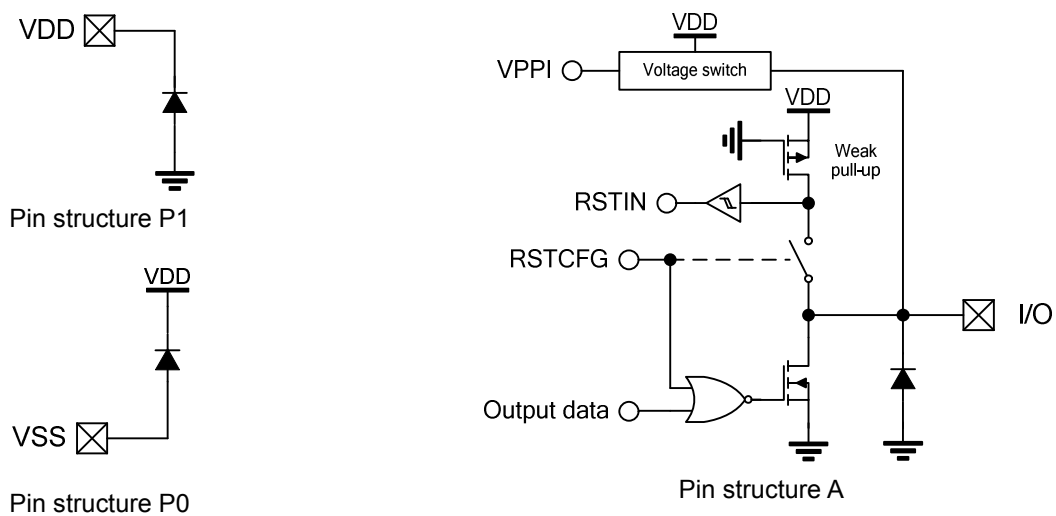 VDD
Pin structure P1
VDD
VSS
Pin structure P0
VDD
VPPI
Voltage switch
VDD
Weak
pull-up
RSTIN
RSTCFG
I/O
Output data
Pin structure A